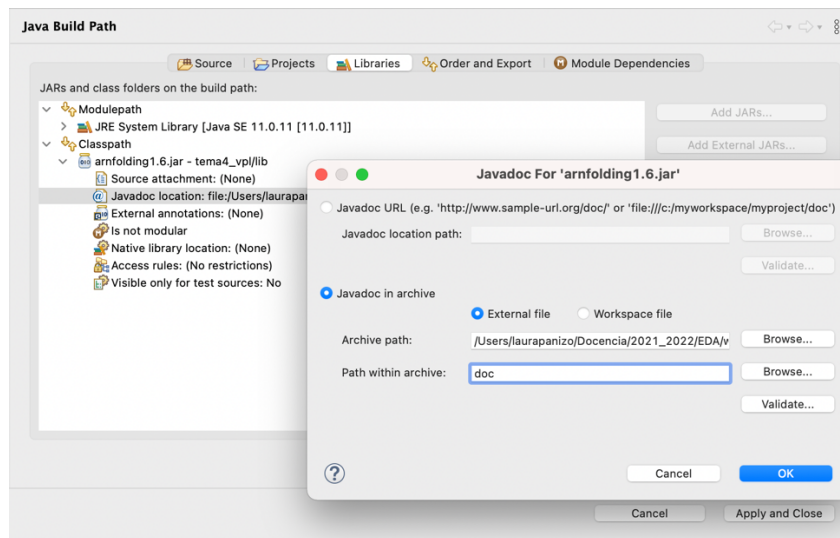 Java Build Path
Source
Projects
Libraries
Order and Export
Module Dependencies
JARs and class folders on the build path:
Modulepath
JRE System Library [Java SE 11.0.11 [11.0.11]]
Classpath
arnfolding1.6.jar - tema4_vpl/lib
Source attachment: (None)
Javadoc location: file:/Users/laurapani
External annotations: (None)
Is not modular
Native library location: (None)
Access rules: (No restrictions)
Visible only for test sources: No
Add JARs...
Add External JARs...
Javadoc For 'arnfolding1.6.jar'
Javadoc URL (e.g. 'http://www.sample-url.org/doc/' or 'file:///c:/myworkspace/myproject/doc')
Javadoc location path:
Browse...
Validate...
Javadoc in archive
External file
Workspace file
Archive path:
/Users/laurapanizo/Docencia/2021_2022/EDA/w
Browse...
Path within archive:
doc
Browse...
Validate...
?
Cancel
OK
Cancel
Apply and Close